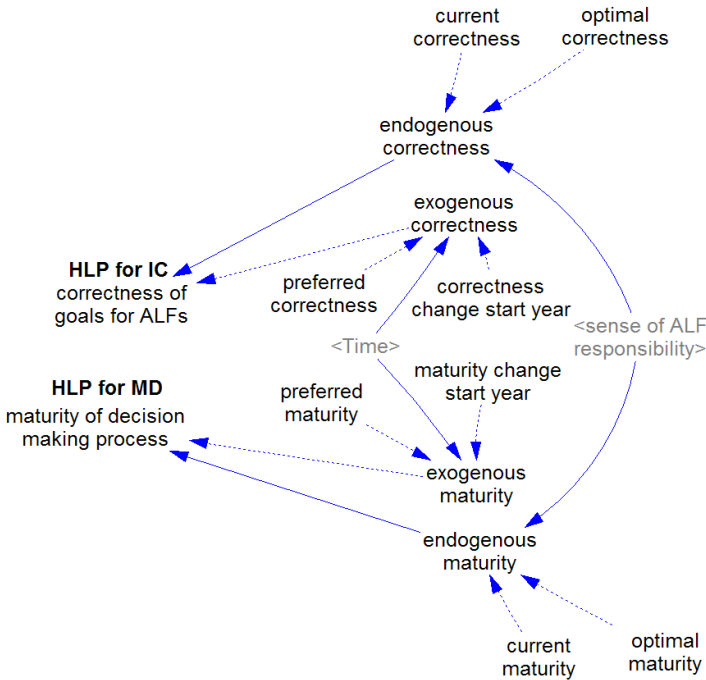 current
correctness
optimal
correctness
endogenous
correctness
exogenous
correctness
HLP for IC
correctness of
goals for ALFs
preferred
correctness
correctness
change start year
<sense of ALF
responsibility>
<Time>
HLP for MD
maturity of decision
making process
preferred
maturity
maturity change
start year
exogenous
maturity
endogenous
maturity
current
maturity
optimal
maturity